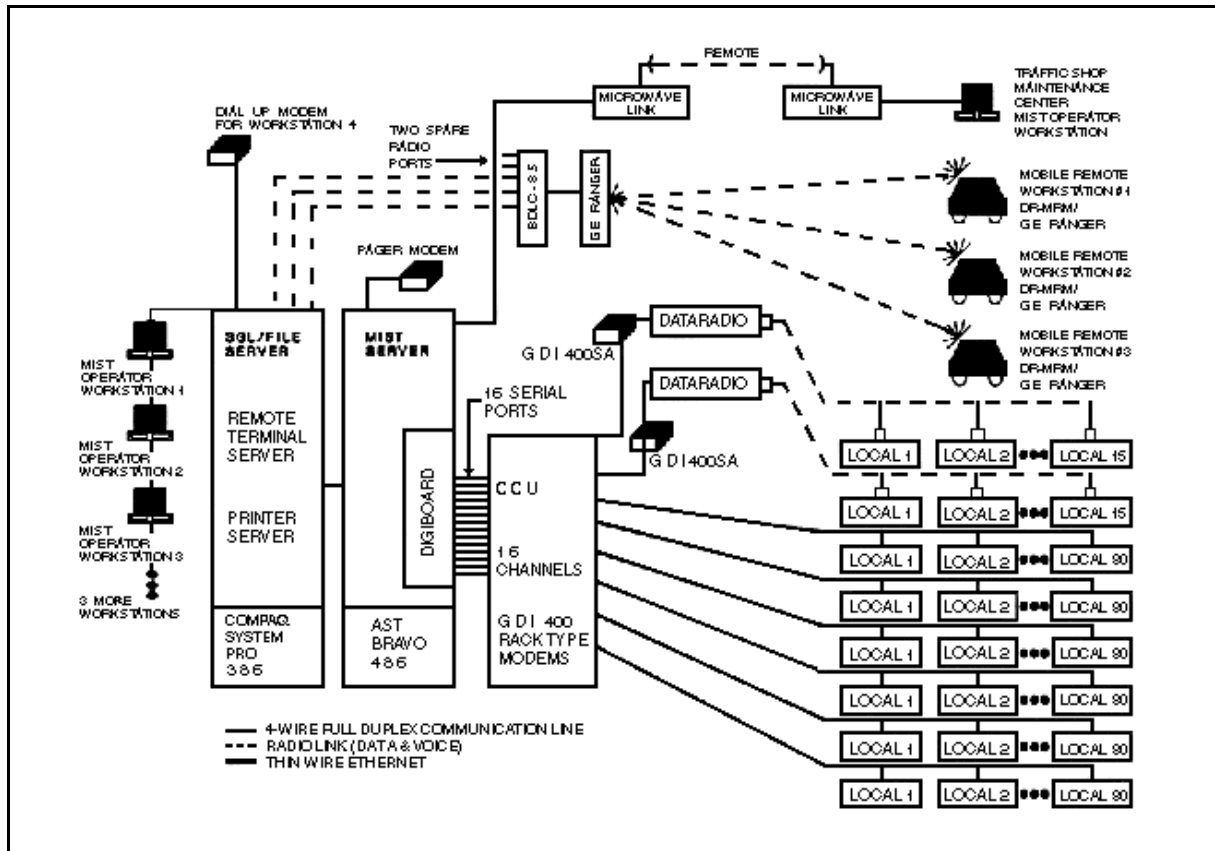 REMOTE
MICROWAVE
LINK
MICROWAVE
LINK
TRAFFIC SHOP
MAINTENANCE
CENTER
MIST OPERATOR
WORKSTATION
DIAL UP MODEM
FOR WORKSTATION 4
TWO SPARE
RADIO
PORTS
BDLC-85
GE RANGER
MOBILE REMOTE
WORKSTATION #1
DR-MRM/
GE RANGER
MOBILE REMOTE
WORKSTATION #2
DR-MRM/
GE RANGER
MOBILE REMOTE
WORKSTATION #3
DR-MRM/
GE RANGER
PAGER MODEM
SGL/FILE
SERVER
REMOTE
TERMINAL
SERVER
PRINTER
SERVER
COMPAQ
SYSTEM
PRO
386
MIST
SERVER
DIGIBOARD
AST
BRAVO
486
MIST
OPERATOR
WORKSTATION 1
MIST
OPERATOR
WORKSTATION 2
MIST
OPERATOR
WORKSTATION 3
3 MORE
WORKSTATIONS
16 SERIAL
PORTS
GDI 400SA
DATARADIO
GDI 400SA
DATARADIO
CCU
16
CHANNELS
GDI 400
RACK TYPE
MODEMS
LOCAL 1 LOCAL 2 LOCAL 15
LOCAL 1 LOCAL 2 LOCAL 15
LOCAL 1 LOCAL 2 LOCAL 90
LOCAL 1 LOCAL 2 LOCAL 90
LOCAL 1 LOCAL 2 LOCAL 90
LOCAL 1 LOCAL 2 LOCAL 90
LOCAL 1 LOCAL 2 LOCAL 90
LOCAL 1 LOCAL 2 LOCAL 90
4-WIRE FULL DUPLEX COMMUNICATION LINE
RADIO LINK (DATA & VOICE)
THIN WIRE ETHERNET